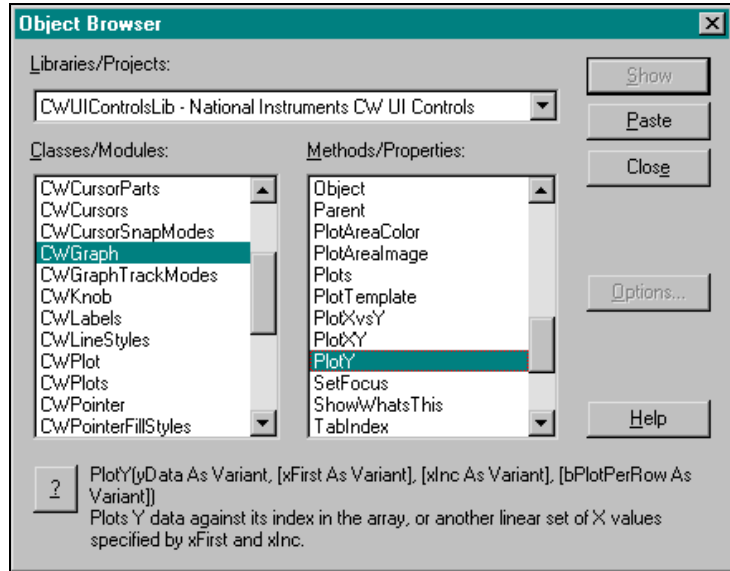 Object Browser
Libraries/Projects:
Show
CWUIControlsLib - National Instruments CW UI Controls
Paste
Classes/Modules:
Methods/Properties:
Close
CWCursorParts
CWCursors
CWCursorSnapModes
CWGraph
CWGraphTrackModes
CWKnob
CWLabels
CWLineStyles
CWPlot
CWPlots
CWPointer
CWPointerFillStyles
Object
Parent
PlotAreaColor
PlotAreaImage
Plots
PlotTemplate
PlotXvsY
PlotXY
PlotY
SetFocus
ShowWhatsThis
TabIndex
Options...
Help
?
PlotY(yData As Variant, [xFirst As Variant], [xInc As Variant], [bPlotPerRow As
Variant])
Plots Y data against its index in the array, or another linear set of X values
specified by xFirst and xInc.